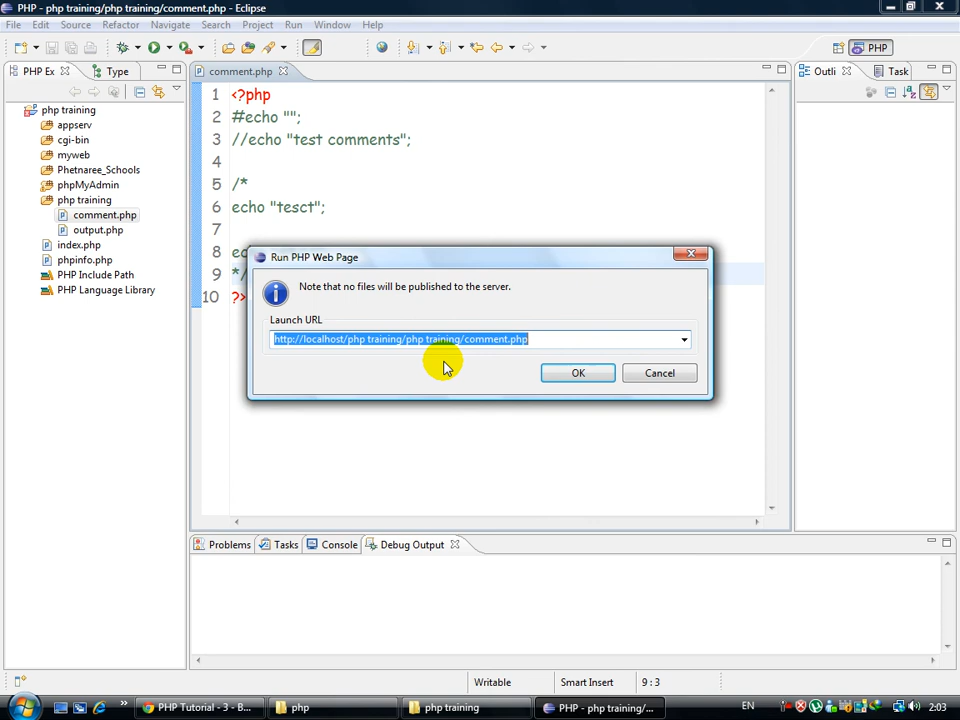 PHP - php training/php training/comment.php - Eclipse
File Edit Source Refactor Navigate Search Project Run Window Help
PHP
PHP Ex Type
comment.php
Outli Task
php training
appserv
cgi-bin
myweb
Phetnaree_Schools
phpMyAdmin
php training
comment.php
output.php
index.php
phpinfo.php
PHP Include Path
PHP Language Library
1 <?php
2 #echo "";
3 //echo "test comments";
4
5 /*
6 echo "tesct";
7
8 ec
9 */
10 ?>
Run PHP Web Page
Note that no files will be published to the server.
Launch URL
http://localhost/php training/php training/comment.php
OK Cancel
Problems Tasks Console Debug Output
Writable Smart Insert 9 : 3
PHP Tutorial - 3 - B... php php training PHP - php training/... EN 2:03